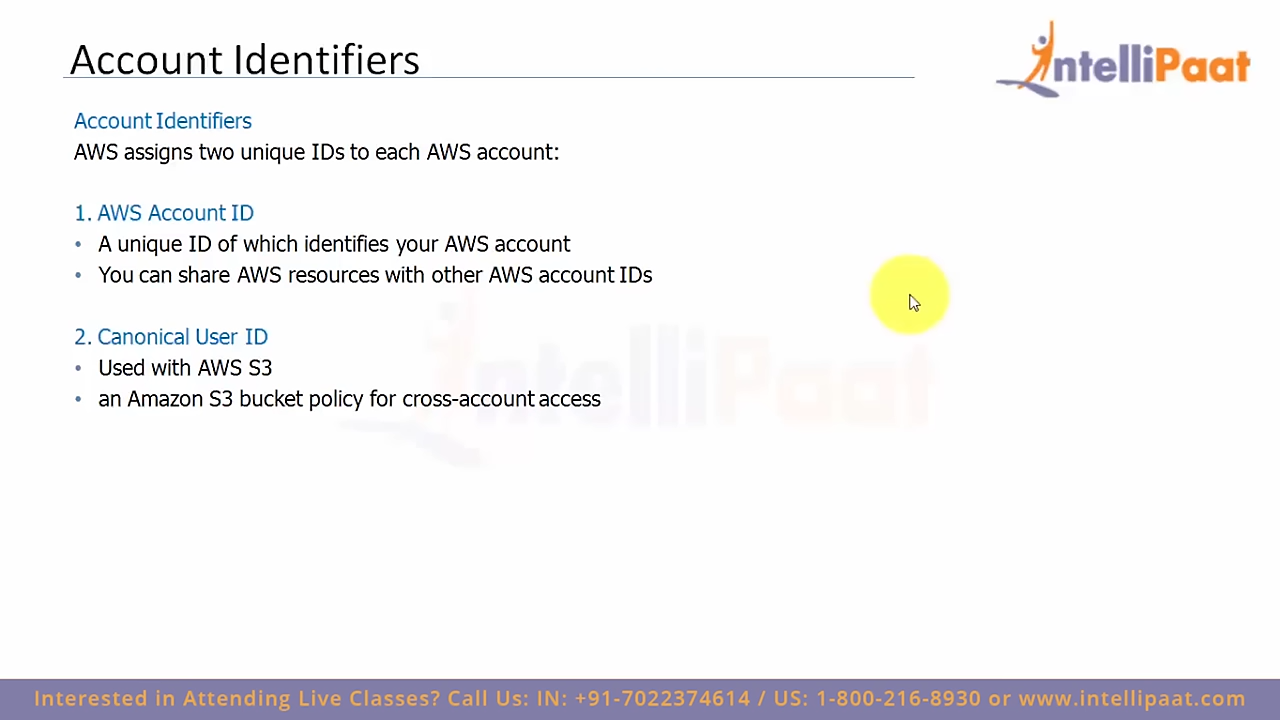 Account Identifiers
IntelliPaat
Account Identifiers
AWS assigns two unique IDs to each AWS account:
1. AWS Account ID
• A unique ID of which identifies your AWS account
• You can share AWS resources with other AWS account IDs
2. Canonical User ID
• Used with AWS S3
• an Amazon S3 bucket policy for cross-account access
IntelliPaat
Interested in Attending Live Classes? Call Us: IN: +91-7022374614 / US: 1-800-216-8930 or www.intellipaat.com